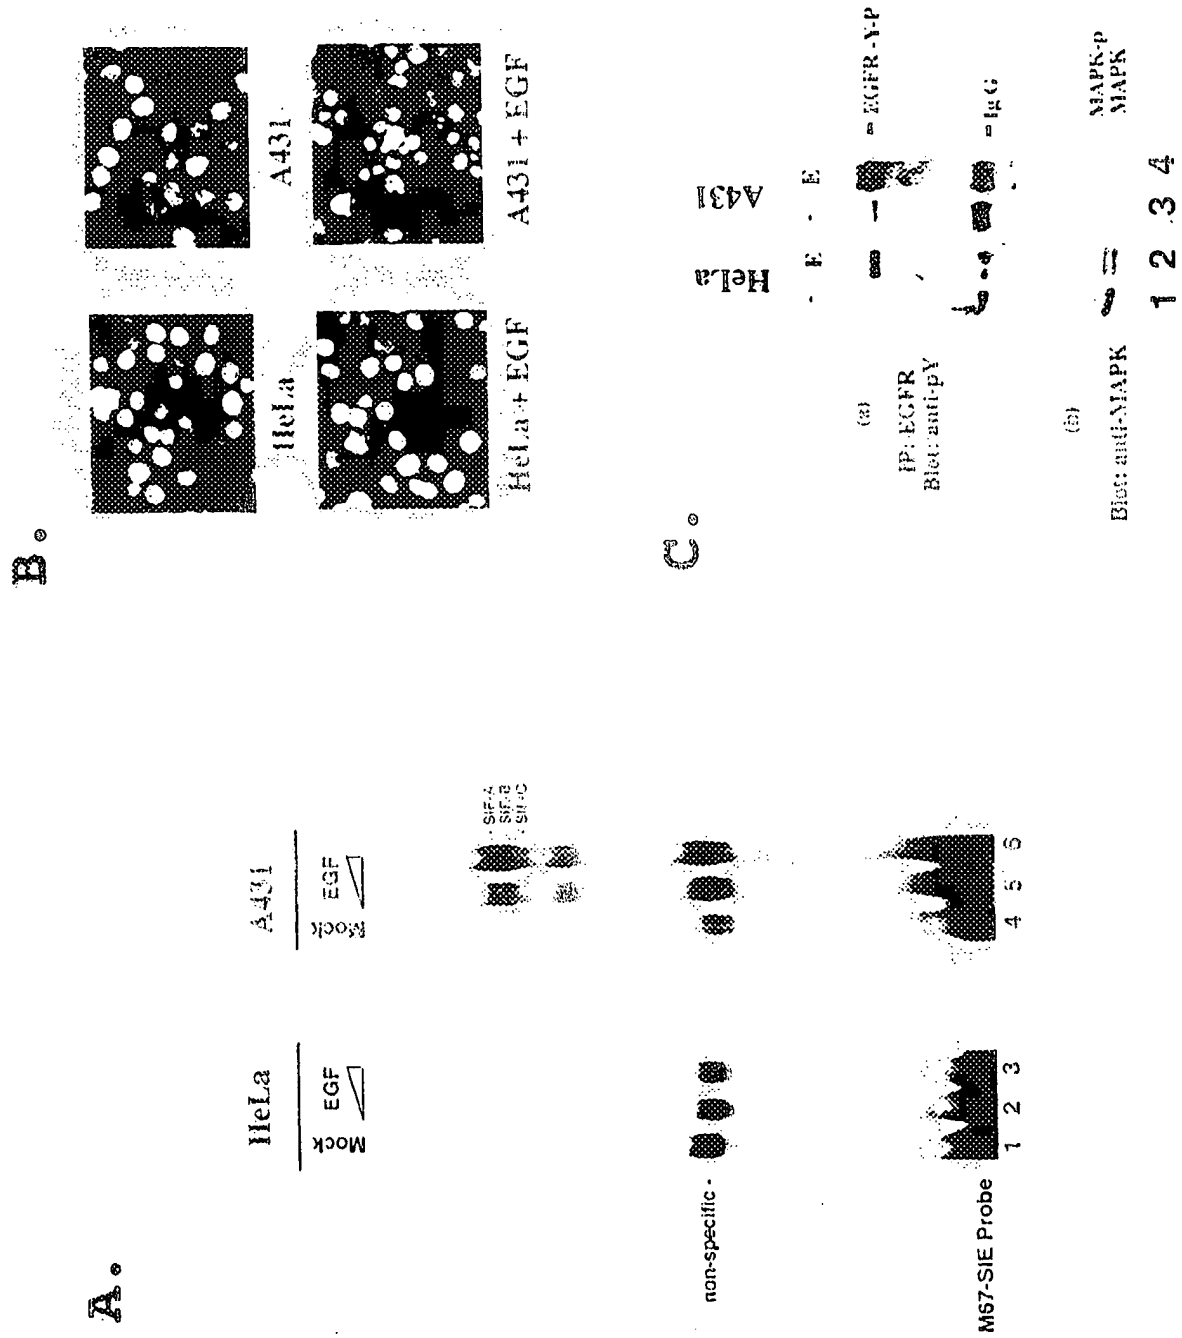 A.
HeLa
A431
Mock
EGF
Mock
EGF
- SIF-A
SIF-B
- SIF-C
non-specific -
M67-SIE Probe
1 2 3 4 5 6
B.
HeLa
A431
HeLa + EGF
A431 + EGF
C.
HeLa
A431
- E - E
(a)
IP: EGFR
Blot: anti-pY
EGFR-Y-P
IgG
(b)
Blot: anti-MAPK
MAPK-p
MAPK
1 2 3 4